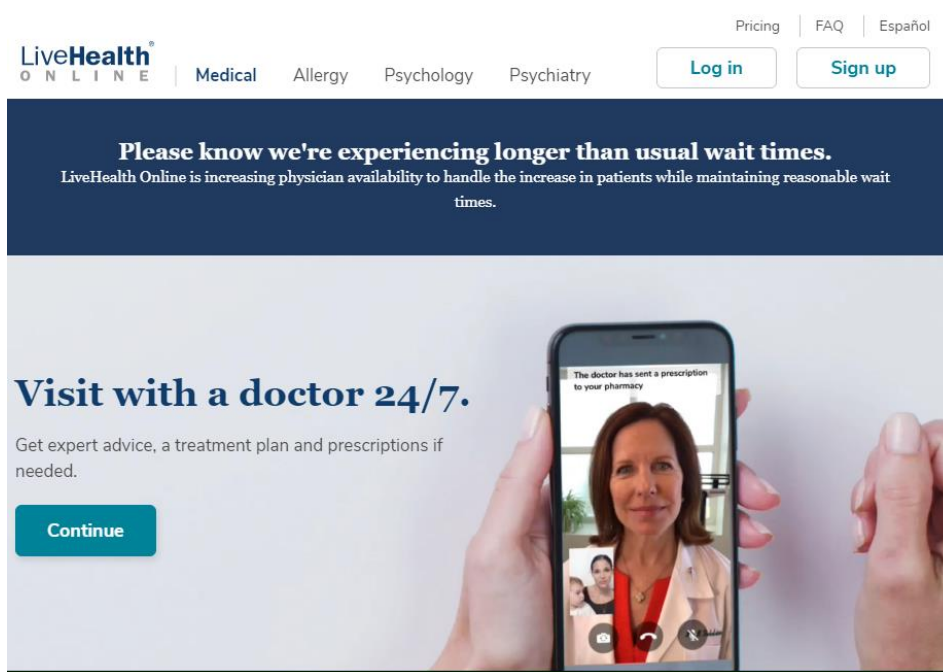 Pricing
FAQ
Español
LiveHealth®
ONLINE
Medical
Allergy
Psychology
Psychiatry
Log in
Sign up
Please know we're experiencing longer than usual wait times.
LiveHealth Online is increasing physician availability to handle the increase in patients while maintaining reasonable wait
times.
The doctor has sent a prescription
to your pharmacy
Visit with a doctor 24/7.
Get expert advice, a treatment plan and prescriptions if
needed.
Continue